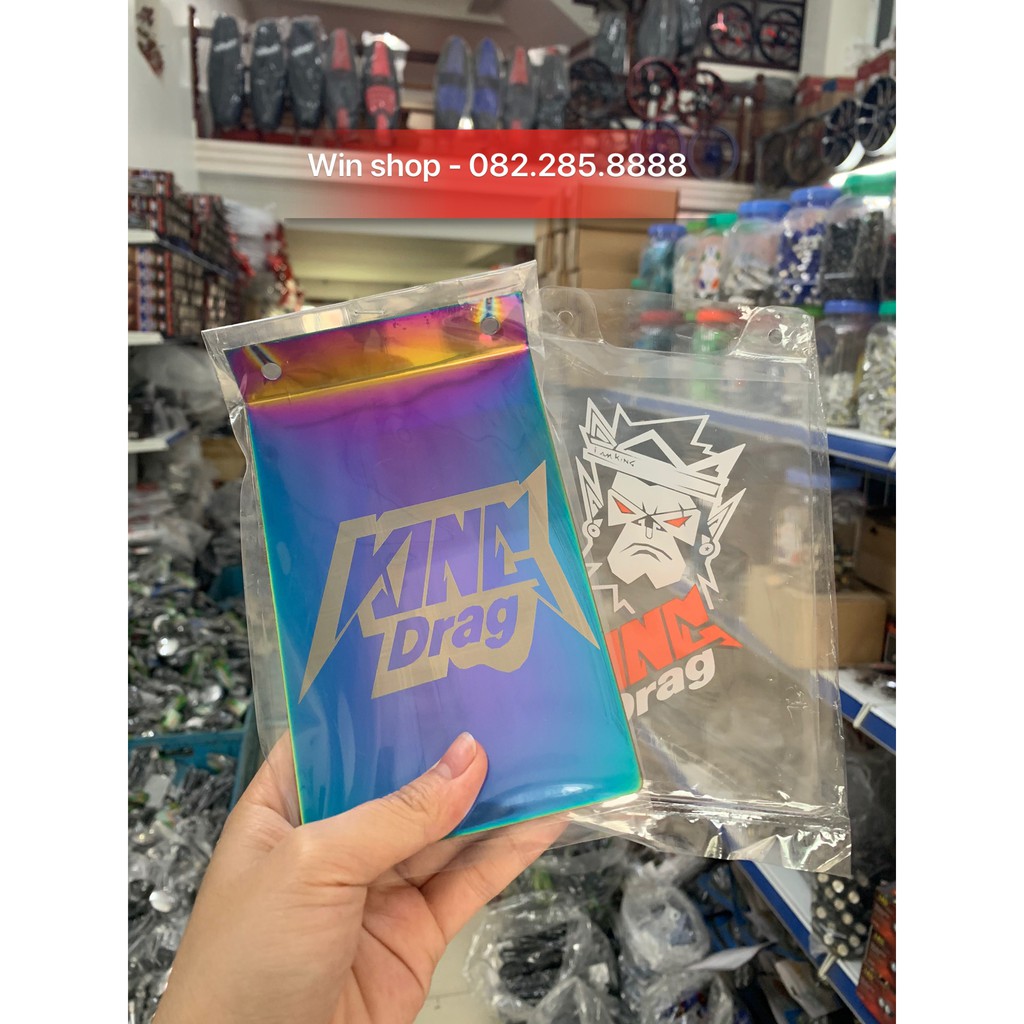 Win shop - 082.285.8888
KING
Drag
I AM KING
KING
Drag